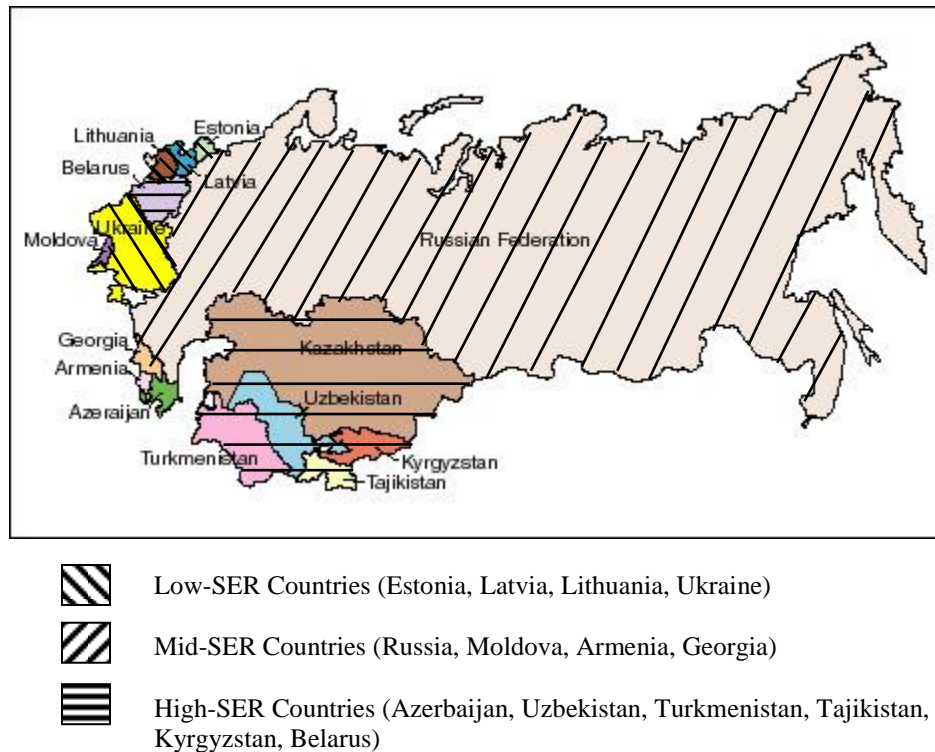 Estonia
Lithuania
Belarus
Latvia
Ukraine
Moldova
Russian Federation
Georgia
Kazakhstan
Armenia
Uzbekistan
Azeraijan
Turkmenistan
Kyrgyzstan
Tajikistan
Low-SER Countries (Estonia, Latvia, Lithuania, Ukraine)
Mid-SER Countries (Russia, Moldova, Armenia, Georgia)
High-SER Countries (Azerbaijan, Uzbekistan, Turkmenistan, Tajikistan,
Kyrgyzstan, Belarus)